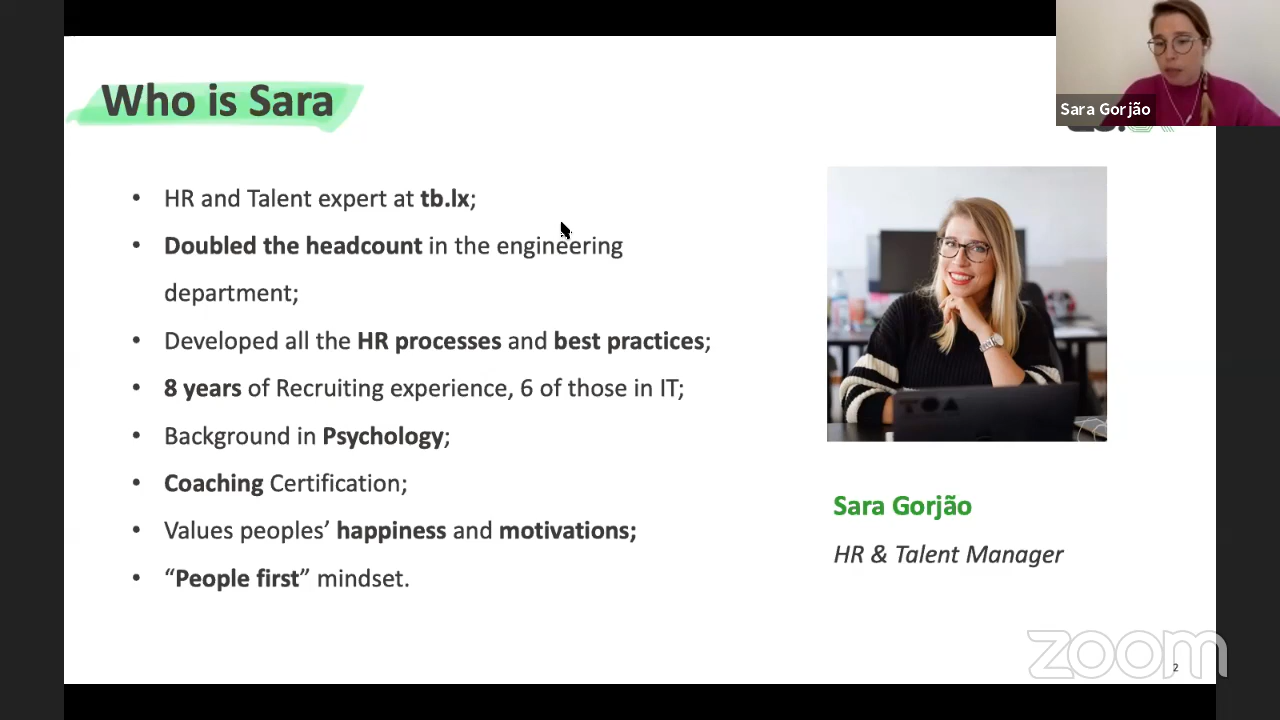 Who is Sara
Sara Gorjão
• HR and Talent expert at tb.lx;
• Doubled the headcount in the engineering
department;
• Developed all the HR processes and best practices;
• 8 years of Recruiting experience, 6 of those in IT;
• Background in Psychology;
• Coaching Certification;
• Values peoples’ happiness and motivations;
• “People first” mindset.
Sara Gorjão
HR & Talent Manager
zoom
2